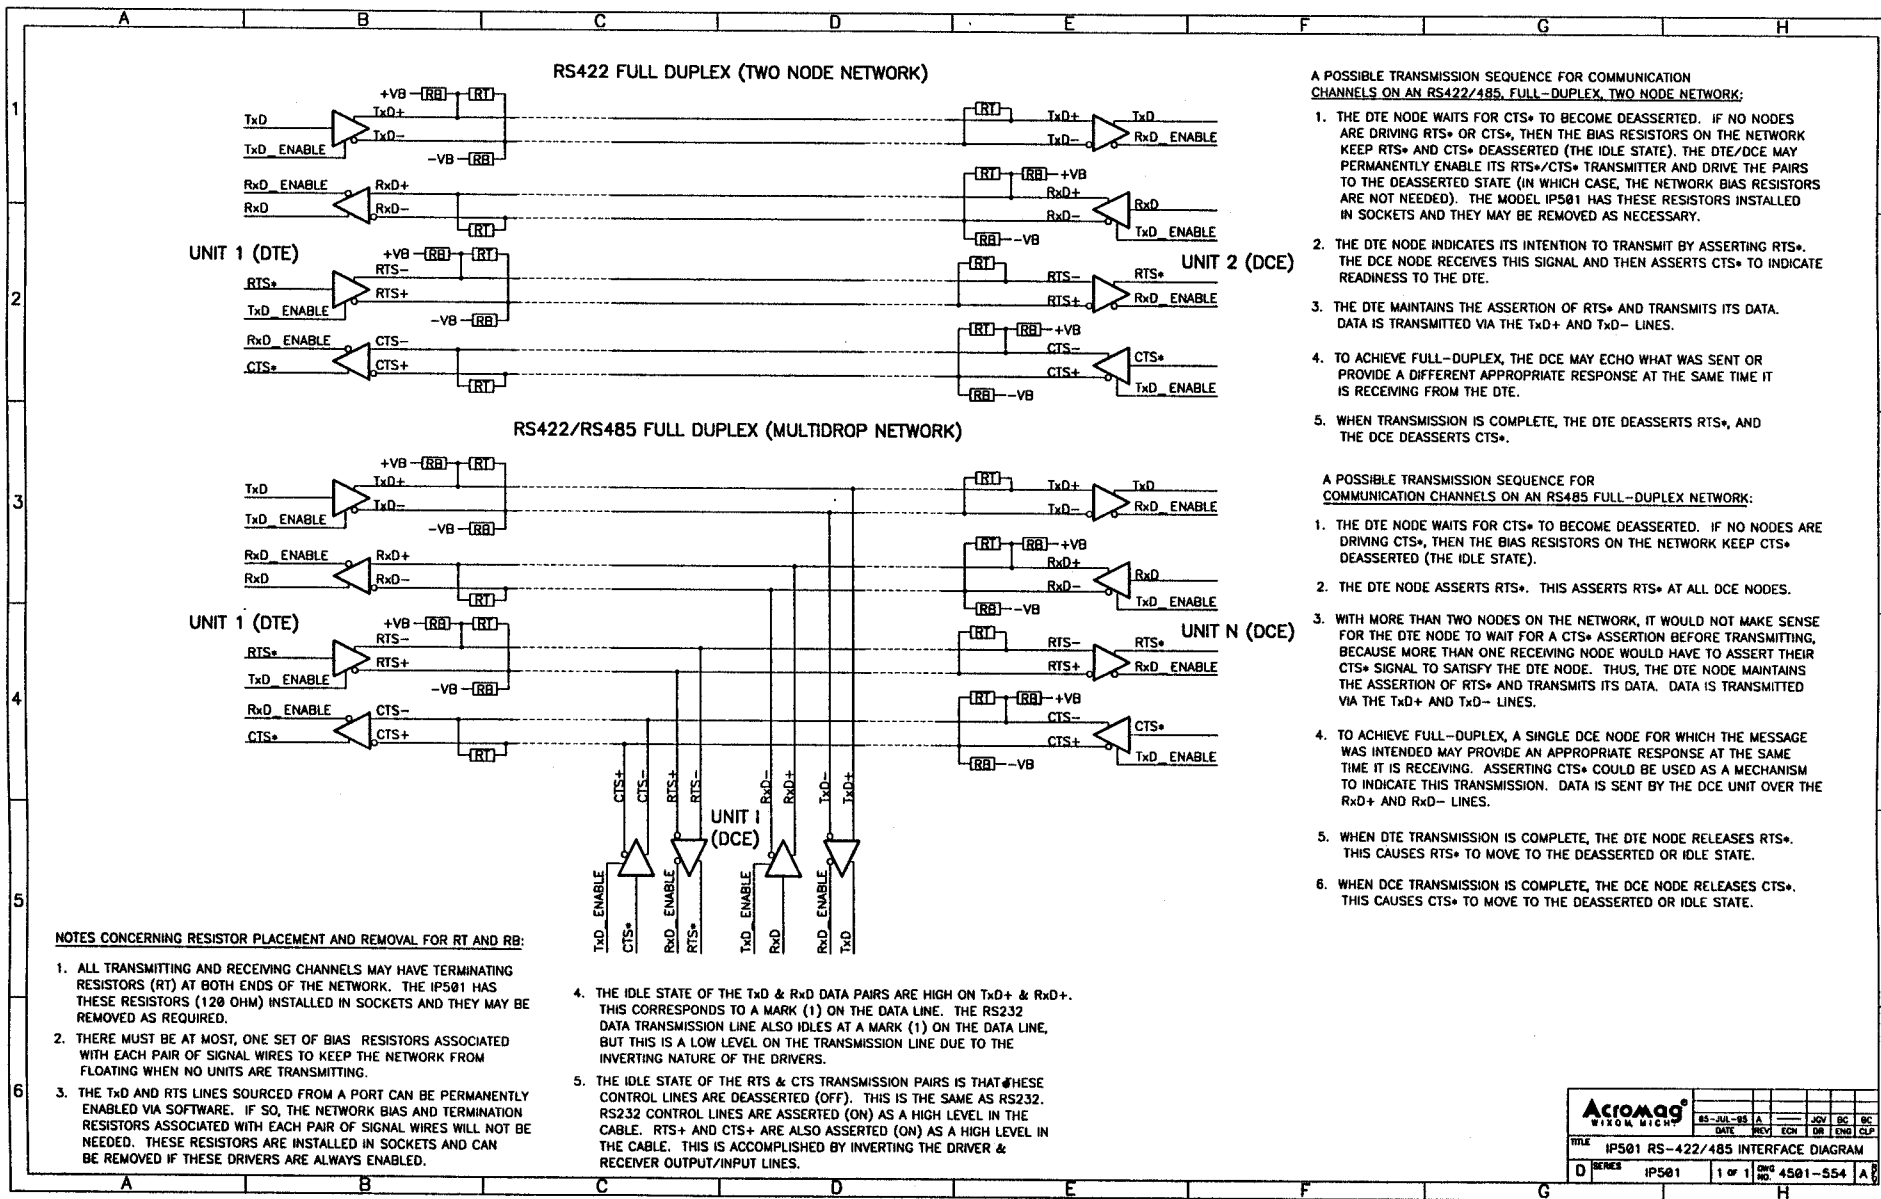 A B C D E F G H
RS422 FULL DUPLEX (TWO NODE NETWORK)
1
+VB RB RT
TxD TxD+
TxD-
TxD_ENABLE
-VB RB
RT
TxD+ TxD
TxD- RxD_ENABLE
RxD_ENABLE RxD+
RxD RxD-
RT
RT RB +VB
RxD+
RxD- RxD
TxD_ENABLE
RB -VB
UNIT 1 (DTE)
UNIT 2 (DCE)
2
+VB RB RT
RTS-
RTS* RTS+
TxD_ENABLE
-VB RB
RT
RTS- RTS*
RTS+ RxD_ENABLE
RxD_ENABLE CTS-
CTS* CTS+
RT
RT RB +VB
CTS- CTS*
CTS+
TxD_ENABLE
RB -VB
RS422/RS485 FULL DUPLEX (MULTIDROP NETWORK)
3
+VB RB RT
TxD TxD+
TxD-
TxD_ENABLE
-VB RB
RT
TxD+ TxD
TxD- RxD_ENABLE
RxD_ENABLE RxD+
RxD RxD-
RT
RT RB +VB
RxD+
RxD- RxD
TxD_ENABLE
RB -VB
UNIT 1 (DTE)
UNIT N (DCE)
4
+VB RB RT
RTS-
RTS* RTS+
TxD_ENABLE
-VB RB
RT
RTS- RTS*
RTS+ RxD_ENABLE
RxD_ENABLE CTS-
CTS* CTS+
RT
RT RB +VB
CTS- CTS*
CTS+
TxD_ENABLE
RB -VB
CTS+ CTS- RTS+ RTS- RxD- RxD+ TxD- TxD+
UNIT i
(DCE)
5
TxD_ENABLE CTS* RxD_ENABLE RTS* TxD_ENABLE RxD RxD_ENABLE TxD
A POSSIBLE TRANSMISSION SEQUENCE FOR COMMUNICATION
CHANNELS ON AN RS422/485, FULL-DUPLEX, TWO NODE NETWORK:
1. THE DTE NODE WAITS FOR CTS* TO BECOME DEASSERTED. IF NO NODES
ARE DRIVING RTS* OR CTS*, THEN THE BIAS RESISTORS ON THE NETWORK
KEEP RTS* AND CTS* DEASSERTED (THE IDLE STATE). THE DTE/DCE MAY
PERMANENTLY ENABLE ITS RTS*/CTS* TRANSMITTER AND DRIVE THE PAIRS
TO THE DEASSERTED STATE (IN WHICH CASE, THE NETWORK BIAS RESISTORS
ARE NOT NEEDED). THE MODEL IP501 HAS THESE RESISTORS INSTALLED
IN SOCKETS AND THEY MAY BE REMOVED AS NECESSARY.
2. THE DTE NODE INDICATES ITS INTENTION TO TRANSMIT BY ASSERTING RTS*.
THE DCE NODE RECEIVES THIS SIGNAL AND THEN ASSERTS CTS* TO INDICATE
READINESS TO THE DTE.
3. THE DTE MAINTAINS THE ASSERTION OF RTS* AND TRANSMITS ITS DATA.
DATA IS TRANSMITTED VIA THE TxD+ AND TxD- LINES.
4. TO ACHIEVE FULL-DUPLEX, THE DCE MAY ECHO WHAT WAS SENT OR
PROVIDE A DIFFERENT APPROPRIATE RESPONSE AT THE SAME TIME IT
IS RECEIVING FROM THE DTE.
5. WHEN TRANSMISSION IS COMPLETE, THE DTE DEASSERTS RTS*, AND
THE DCE DEASSERTS CTS*.
A POSSIBLE TRANSMISSION SEQUENCE FOR
COMMUNICATION CHANNELS ON AN RS485 FULL-DUPLEX NETWORK:
1. THE DTE NODE WAITS FOR CTS* TO BECOME DEASSERTED. IF NO NODES ARE
DRIVING CTS*, THEN THE BIAS RESISTORS ON THE NETWORK KEEP CTS*
DEASSERTED (THE IDLE STATE).
2. THE DTE NODE ASSERTS RTS*. THIS ASSERTS RTS* AT ALL DCE NODES.
3. WITH MORE THAN TWO NODES ON THE NETWORK, IT WOULD NOT MAKE SENSE
FOR THE DTE NODE TO WAIT FOR A CTS* ASSERTION BEFORE TRANSMITTING,
BECAUSE MORE THAN ONE RECEIVING NODE WOULD HAVE TO ASSERT THEIR
CTS* SIGNAL TO SATISFY THE DTE NODE. THUS, THE DTE NODE MAINTAINS
THE ASSERTION OF RTS* AND TRANSMITS ITS DATA. DATA IS TRANSMITTED
VIA THE TxD+ AND TxD- LINES.
4. TO ACHIEVE FULL-DUPLEX, A SINGLE DCE NODE FOR WHICH THE MESSAGE
WAS INTENDED MAY PROVIDE AN APPROPRIATE RESPONSE AT THE SAME
TIME IT IS RECEIVING. ASSERTING CTS* COULD BE USED AS A MECHANISM
TO INDICATE THIS TRANSMISSION. DATA IS SENT BY THE DCE UNIT OVER THE
RxD+ AND RxD- LINES.
5. WHEN DTE TRANSMISSION IS COMPLETE, THE DTE NODE RELEASES RTS*.
THIS CAUSES RTS* TO MOVE TO THE DEASSERTED OR IDLE STATE.
6. WHEN DCE TRANSMISSION IS COMPLETE, THE DCE NODE RELEASES CTS*.
THIS CAUSES CTS* TO MOVE TO THE DEASSERTED OR IDLE STATE.
NOTES CONCERNING RESISTOR PLACEMENT AND REMOVAL FOR RT AND RB:
1. ALL TRANSMITTING AND RECEIVING CHANNELS MAY HAVE TERMINATING
RESISTORS (RT) AT BOTH ENDS OF THE NETWORK. THE IP501 HAS
THESE RESISTORS (120 OHM) INSTALLED IN SOCKETS AND THEY MAY BE
REMOVED AS REQUIRED.
2. THERE MUST BE AT MOST, ONE SET OF BIAS RESISTORS ASSOCIATED
WITH EACH PAIR OF SIGNAL WIRES TO KEEP THE NETWORK FROM
FLOATING WHEN NO UNITS ARE TRANSMITTING.
6
3. THE TxD AND RTS LINES SOURCED FROM A PORT CAN BE PERMANENTLY
ENABLED VIA SOFTWARE. IF SO, THE NETWORK BIAS AND TERMINATION
RESISTORS ASSOCIATED WITH EACH PAIR OF SIGNAL WIRES WILL NOT BE
NEEDED. THESE RESISTORS ARE INSTALLED IN SOCKETS AND CAN
BE REMOVED IF THESE DRIVERS ARE ALWAYS ENABLED.
4. THE IDLE STATE OF THE TxD & RxD DATA PAIRS ARE HIGH ON TxD+ & RxD+.
THIS CORRESPONDS TO A MARK (1) ON THE DATA LINE. THE RS232
DATA TRANSMISSION LINE ALSO IDLES AT A MARK (1) ON THE DATA LINE,
BUT THIS IS A LOW LEVEL ON THE TRANSMISSION LINE DUE TO THE
INVERTING NATURE OF THE DRIVERS.
5. THE IDLE STATE OF THE RTS & CTS TRANSMISSION PAIRS IS THAT THESE
CONTROL LINES ARE DEASSERTED (OFF). THIS IS THE SAME AS RS232.
RS232 CONTROL LINES ARE ASSERTED (ON) AS A HIGH LEVEL IN THE
CABLE. RTS+ AND CTS+ ARE ALSO ASSERTED (ON) AS A HIGH LEVEL IN
THE CABLE. THIS IS ACCOMPLISHED BY INVERTING THE DRIVER &
RECEIVER OUTPUT/INPUT LINES.
Acromag®
WIXOM, MICH
05-JUL-95 A JCV BC BC
DATE REV ECN DR ENG CLP
TITLE
IP501 RS-422/485 INTERFACE DIAGRAM
D SERIES IP501 1 OF 1 DWG NO. 4501-554 A
A B C D E F G H